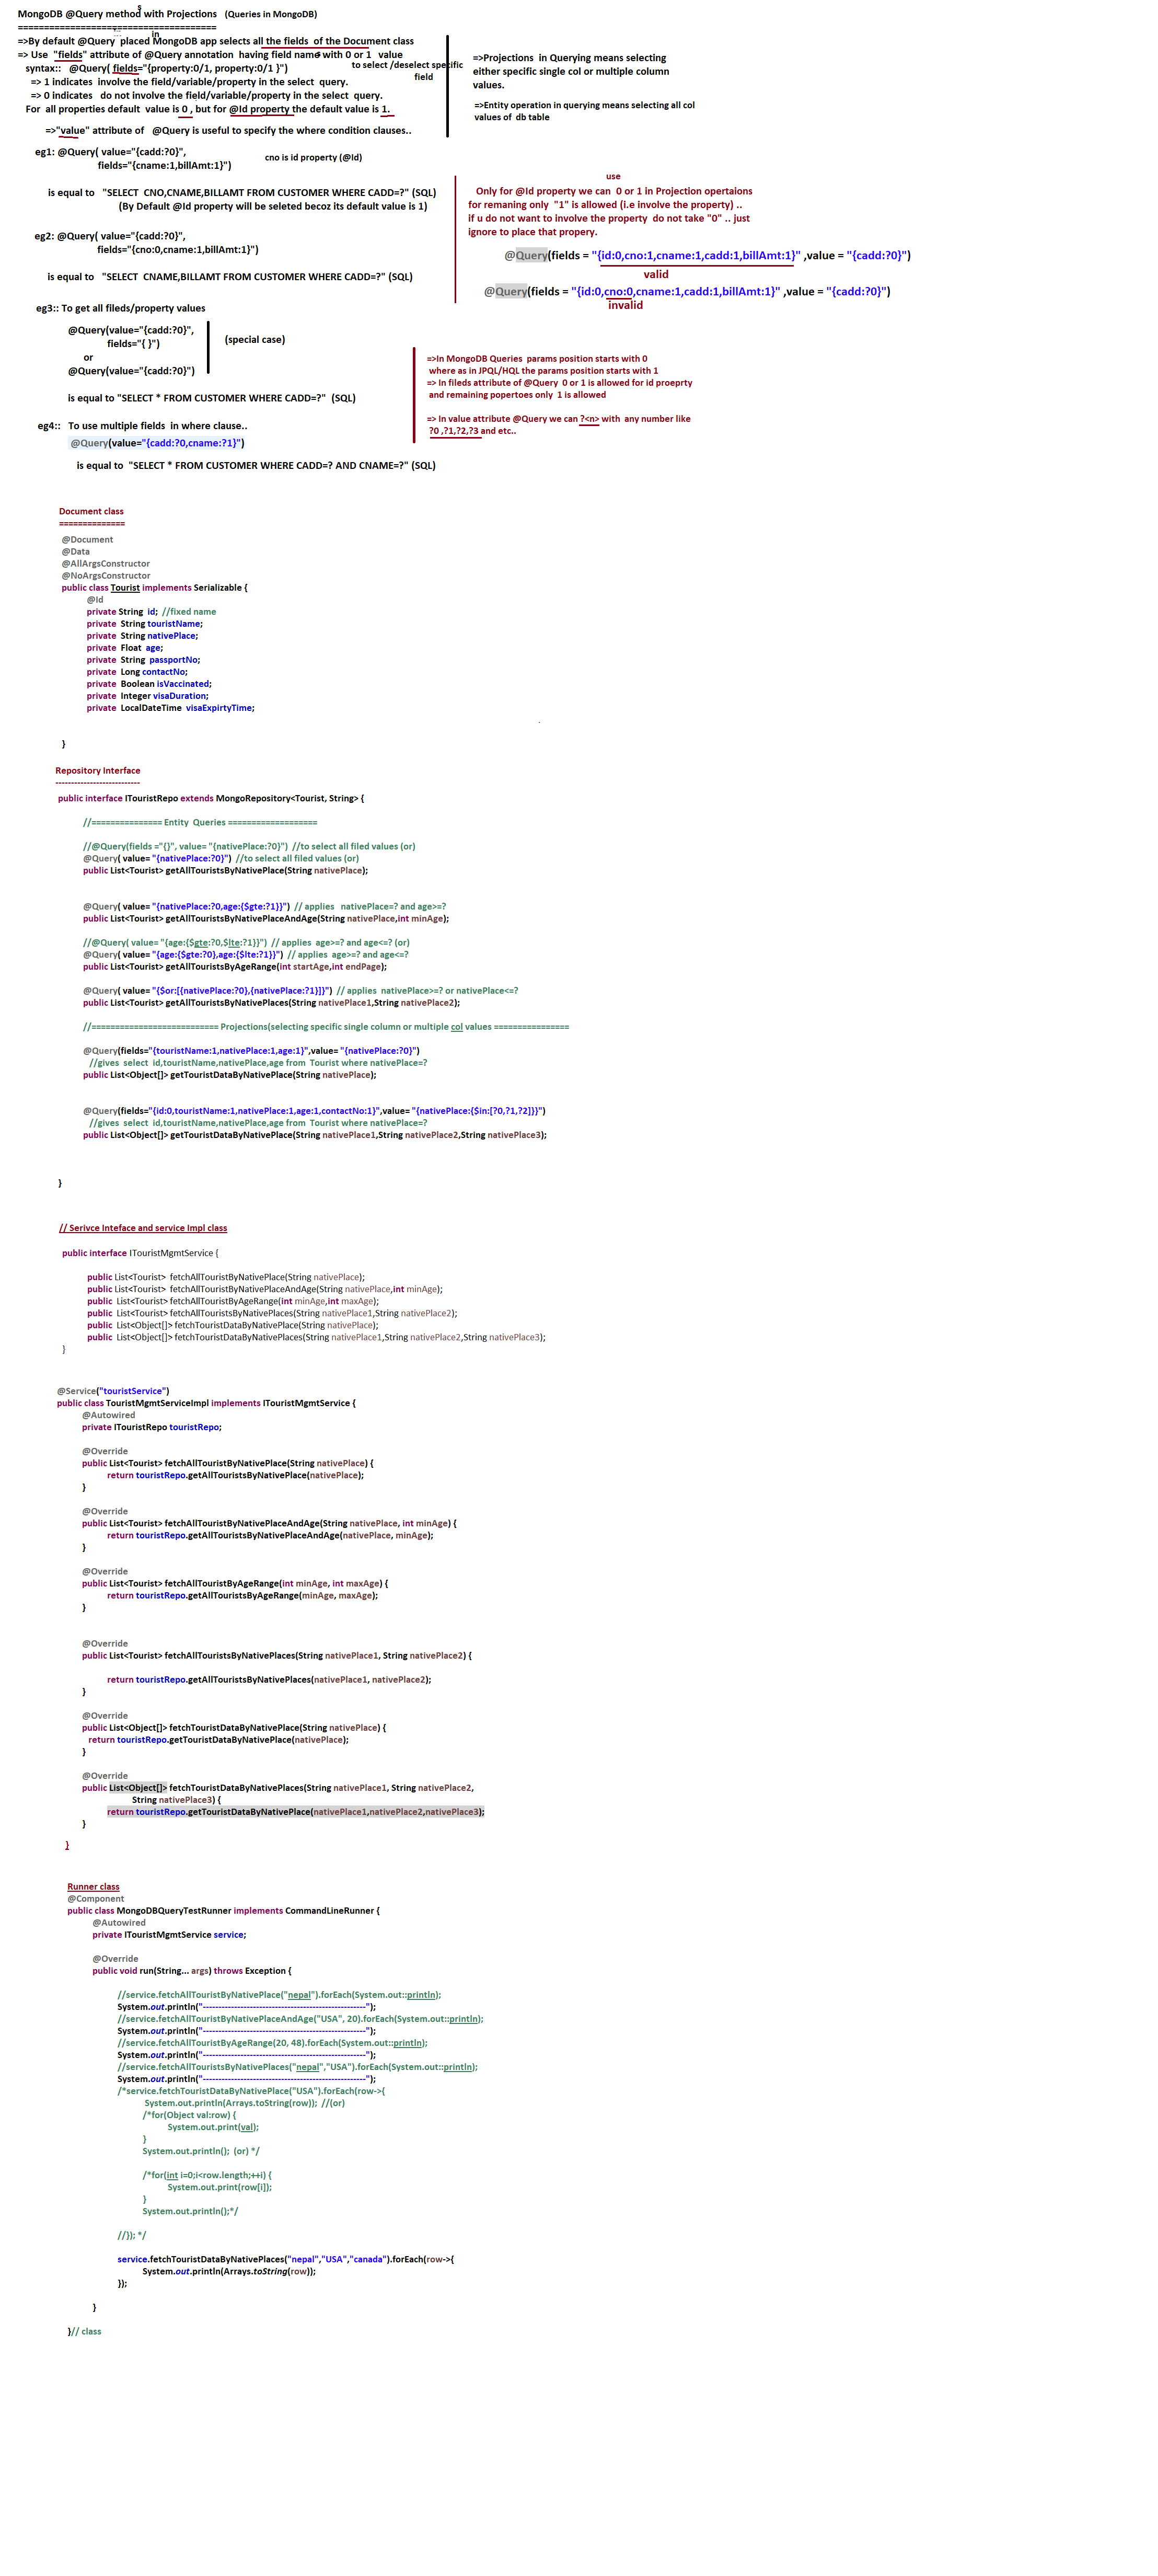 MongoDB @Query methods with Projections (Queries in MongoDB)
=====================================
=>By default @Query placed in MongoDB app selects all the fields of the Document class
=> Use "fields" attribute of @Query annotation having field names with 0 or 1 value
to select /deselect specific
field
syntax:: @Query( fields="{property:0/1, property:0/1 }")
=> 1 indicates involve the field/variable/property in the select query.
=> 0 indicates do not involve the field/variable/property in the select query.
For all properties default value is 0 , but for @Id property the default value is 1.
=>"value" attribute of @Query is useful to specify the where condition clauses..
=>Projections in Querying means selecting
either specific single col or multiple column
values.
=>Entity operation in querying means selecting all col
values of db table
eg1: @Query( value="{cadd:?0}",
fields="{cname:1,billAmt:1}")
cno is id property (@Id)
is equal to "SELECT CNO,CNAME,BILLAMT FROM CUSTOMER WHERE CADD=?" (SQL)
(By Default @Id property will be seleted becoz its default value is 1)
eg2: @Query( value="{cadd:?0}",
fields="{cno:0,cname:1,billAmt:1}")
is equal to "SELECT CNAME,BILLAMT FROM CUSTOMER WHERE CADD=?" (SQL)
use
Only for @Id property we can 0 or 1 in Projection opertaions
for remaning only "1" is allowed (i.e involve the property) ..
if u do not want to involve the property do not take "0" .. just
ignore to place that propery.
@Query(fields = "{id:0,cno:1,cname:1,cadd:1,billAmt:1}" ,value = "{cadd:?0}")
valid
@Query(fields = "{id:0,cno:0,cname:1,cadd:1,billAmt:1}" ,value = "{cadd:?0}")
invalid
eg3:: To get all fileds/property values
@Query(value="{cadd:?0}",
fields="{ }")
or
@Query(value="{cadd:?0}")
(special case)
is equal to "SELECT * FROM CUSTOMER WHERE CADD=?" (SQL)
eg4:: To use multiple fields in where clause..
@Query(value="{cadd:?0,cname:?1}")
is equal to "SELECT * FROM CUSTOMER WHERE CADD=? AND CNAME=?" (SQL)
=>In MongoDB Queries params position starts with 0
where as in JPQL/HQL the params position starts with 1
=> In fileds attribute of @Query 0 or 1 is allowed for id proeprty
and remaining popertoes only 1 is allowed
=> In value attribute @Query we can ?<n> with any number like
?0 ,?1,?2,?3 and etc..
Document class
==============
@Document
@Data
@AllArgsConstructor
@NoArgsConstructor
public class Tourist implements Serializable {
@Id
private String id; //fixed name
private String touristName;
private String nativePlace;
private Float age;
private String passportNo;
private Long contactNo;
private Boolean isVaccinated;
private Integer visaDuration;
private LocalDateTime visaExpirtyTime;
}
Repository Interface
---------------------------
public interface ITouristRepo extends MongoRepository<Tourist, String> {
//=============== Entity Queries ===================
//@Query(fields ="{}", value= "{nativePlace:?0}") //to select all filed values (or)
@Query( value= "{nativePlace:?0}") //to select all filed values (or)
public List<Tourist> getAllTouristsByNativePlace(String nativePlace);
@Query( value= "{nativePlace:?0,age:{$gte:?1}}") // applies nativePlace=? and age>=?
public List<Tourist> getAllTouristsByNativePlaceAndAge(String nativePlace,int minAge);
//@Query( value= "{age:{$gte:?0,$lte:?1}}") // applies age>=? and age<=? (or)
@Query( value= "{age:{$gte:?0},age:{$lte:?1}}") // applies age>=? and age<=?
public List<Tourist> getAllTouristsByAgeRange(int startAge,int endPage);
@Query( value= "{$or:[{nativePlace:?0},{nativePlace:?1}]}") // applies nativePlace>=? or nativePlace<=?
public List<Tourist> getAllTouristsByNativePlaces(String nativePlace1,String nativePlace2);
//=========================== Projections(selecting specific single column or multiple col values ================
@Query(fields="{touristName:1,nativePlace:1,age:1}",value= "{nativePlace:?0}")
//gives select id,touristName,nativePlace,age from Tourist where nativePlace=?
public List<Object[]> getTouristDataByNativePlace(String nativePlace);
@Query(fields="{id:0,touristName:1,nativePlace:1,age:1,contactNo:1}",value= "{nativePlace:{$in:[?0,?1,?2]}}")
//gives select id,touristName,nativePlace,age from Tourist where nativePlace=?
public List<Object[]> getTouristDataByNativePlace(String nativePlace1,String nativePlace2,String nativePlace3);
}
// Serivce Inteface and service Impl class
public interface ITouristMgmtService {
public List<Tourist> fetchAllTouristByNativePlace(String nativePlace);
public List<Tourist> fetchAllTouristByNativePlaceAndAge(String nativePlace,int minAge);
public List<Tourist> fetchAllTouristByAgeRange(int minAge,int maxAge);
public List<Tourist> fetchAllTouristsByNativePlaces(String nativePlace1,String nativePlace2);
public List<Object[]> fetchTouristDataByNativePlace(String nativePlace);
public List<Object[]> fetchTouristDataByNativePlaces(String nativePlace1,String nativePlace2,String nativePlace3);
}
@Service("touristService")
public class TouristMgmtServiceImpl implements ITouristMgmtService {
@Autowired
private ITouristRepo touristRepo;
@Override
public List<Tourist> fetchAllTouristByNativePlace(String nativePlace) {
return touristRepo.getAllTouristsByNativePlace(nativePlace);
}
@Override
public List<Tourist> fetchAllTouristByNativePlaceAndAge(String nativePlace, int minAge) {
return touristRepo.getAllTouristsByNativePlaceAndAge(nativePlace, minAge);
}
@Override
public List<Tourist> fetchAllTouristByAgeRange(int minAge, int maxAge) {
return touristRepo.getAllTouristsByAgeRange(minAge, maxAge);
}
@Override
public List<Tourist> fetchAllTouristsByNativePlaces(String nativePlace1, String nativePlace2) {
return touristRepo.getAllTouristsByNativePlaces(nativePlace1, nativePlace2);
}
@Override
public List<Object[]> fetchTouristDataByNativePlace(String nativePlace) {
return touristRepo.getTouristDataByNativePlace(nativePlace);
}
@Override
public List<Object[]> fetchTouristDataByNativePlaces(String nativePlace1, String nativePlace2,
String nativePlace3) {
return touristRepo.getTouristDataByNativePlace(nativePlace1,nativePlace2,nativePlace3);
}
}
Runner class
@Component
public class MongoDBQueryTestRunner implements CommandLineRunner {
@Autowired
private ITouristMgmtService service;
@Override
public void run(String... args) throws Exception {
//service.fetchAllTouristByNativePlace("nepal").forEach(System.out::println);
System.out.println("----------------------------------------------------");
//service.fetchAllTouristByNativePlaceAndAge("USA", 20).forEach(System.out::println);
System.out.println("----------------------------------------------------");
//service.fetchAllTouristByAgeRange(20, 48).forEach(System.out::println);
System.out.println("----------------------------------------------------");
//service.fetchAllTouristsByNativePlaces("nepal","USA").forEach(System.out::println);
System.out.println("----------------------------------------------------");
/*service.fetchTouristDataByNativePlace("USA").forEach(row->{
System.out.println(Arrays.toString(row)); //(or)
/*for(Object val:row) {
System.out.print(val);
}
System.out.println(); (or) */
/*for(int i=0;i<row.length;++i) {
System.out.print(row[i]);
}
System.out.println();*/
//}); */
service.fetchTouristDataByNativePlaces("nepal","USA","canada").forEach(row->{
System.out.println(Arrays.toString(row));
});
}
}// class